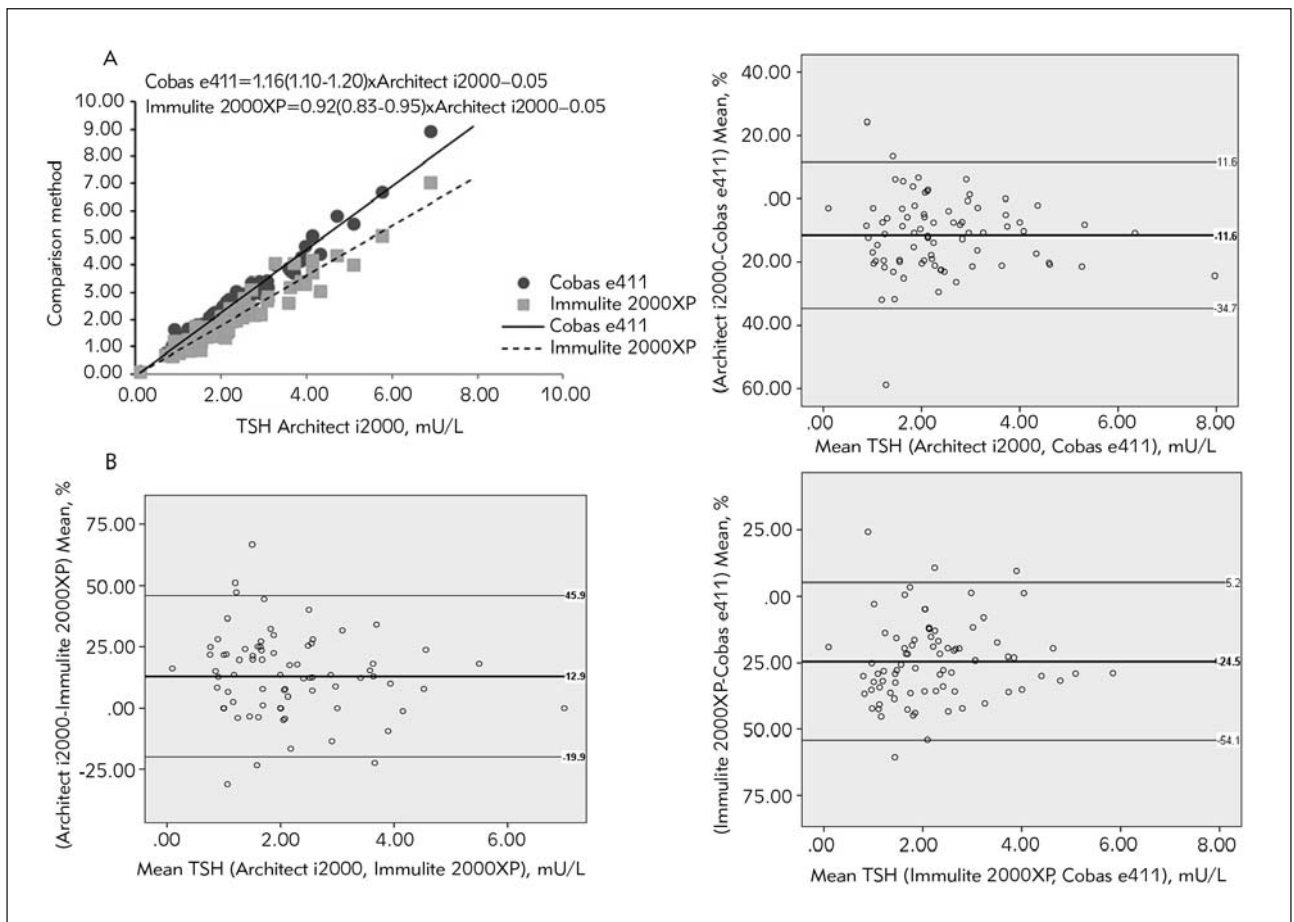 A
Cobas e411=1.16(1.10-1.20)xArchitect i2000–0.05
Immulite 2000XP=0.92(0.83-0.95)xArchitect i2000–0.05
Comparison method
10.00
9.00
8.00
7.00
6.00
5.00
4.00
3.00
2.00
1.00
0.00
0.00 2.00 4.00 6.00 8.00 10.00
TSH Architect i2000, mU/L
Cobas e411
Immulite 2000XP
Cobas e411
Immulite 2000XP
(Architect i2000-Cobas e411) Mean, %
40.00
20.00
.00
20.00
40.00
60.00
11.6
-11.6
-34.7
.00 2.00 4.00 6.00 8.00
Mean TSH (Architect i2000, Cobas e411), mU/L
B
(Architect i2000-Immulite 2000XP) Mean, %
75.00
50.00
25.00
.00
-25.00
45.9
12.9
-19.9
.00 2.00 4.00 6.00
Mean TSH (Architect i2000, Immulite 2000XP), mU/L
(Immulite 2000XP-Cobas e411) Mean, %
25.00
.00
25.00
50.00
75.00
5.2
-24.5
-54.1
.00 2.00 4.00 6.00 8.00
Mean TSH (Immulite 2000XP, Cobas e411), mU/L